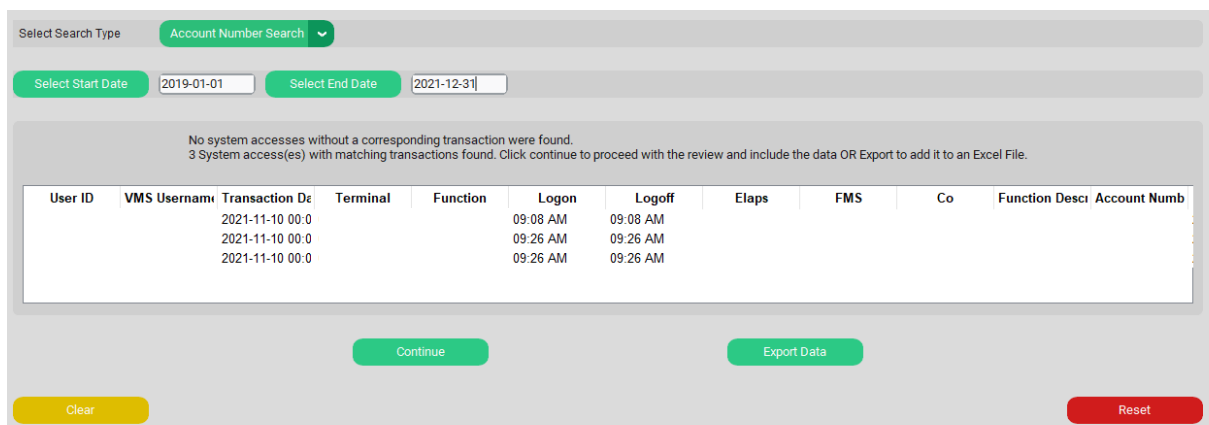 Select Search Type Account Number Search
Select Start Date 2019-01-01 Select End Date 2021-12-31
No system accesses without a corresponding transaction were found.
3 System access(es) with matching transactions found. Click continue to proceed with the review and include the data OR Export to add it to an Excel File.
User ID VMS Username Transaction Da Terminal Function Logon Logoff Elaps FMS Co Function Descr Account Numb
2021-11-10 00:0 09:08 AM 09:08 AM
2021-11-10 00:0 09:26 AM 09:26 AM
2021-11-10 00:0 09:26 AM 09:26 AM
Continue Export Data
Clear Reset